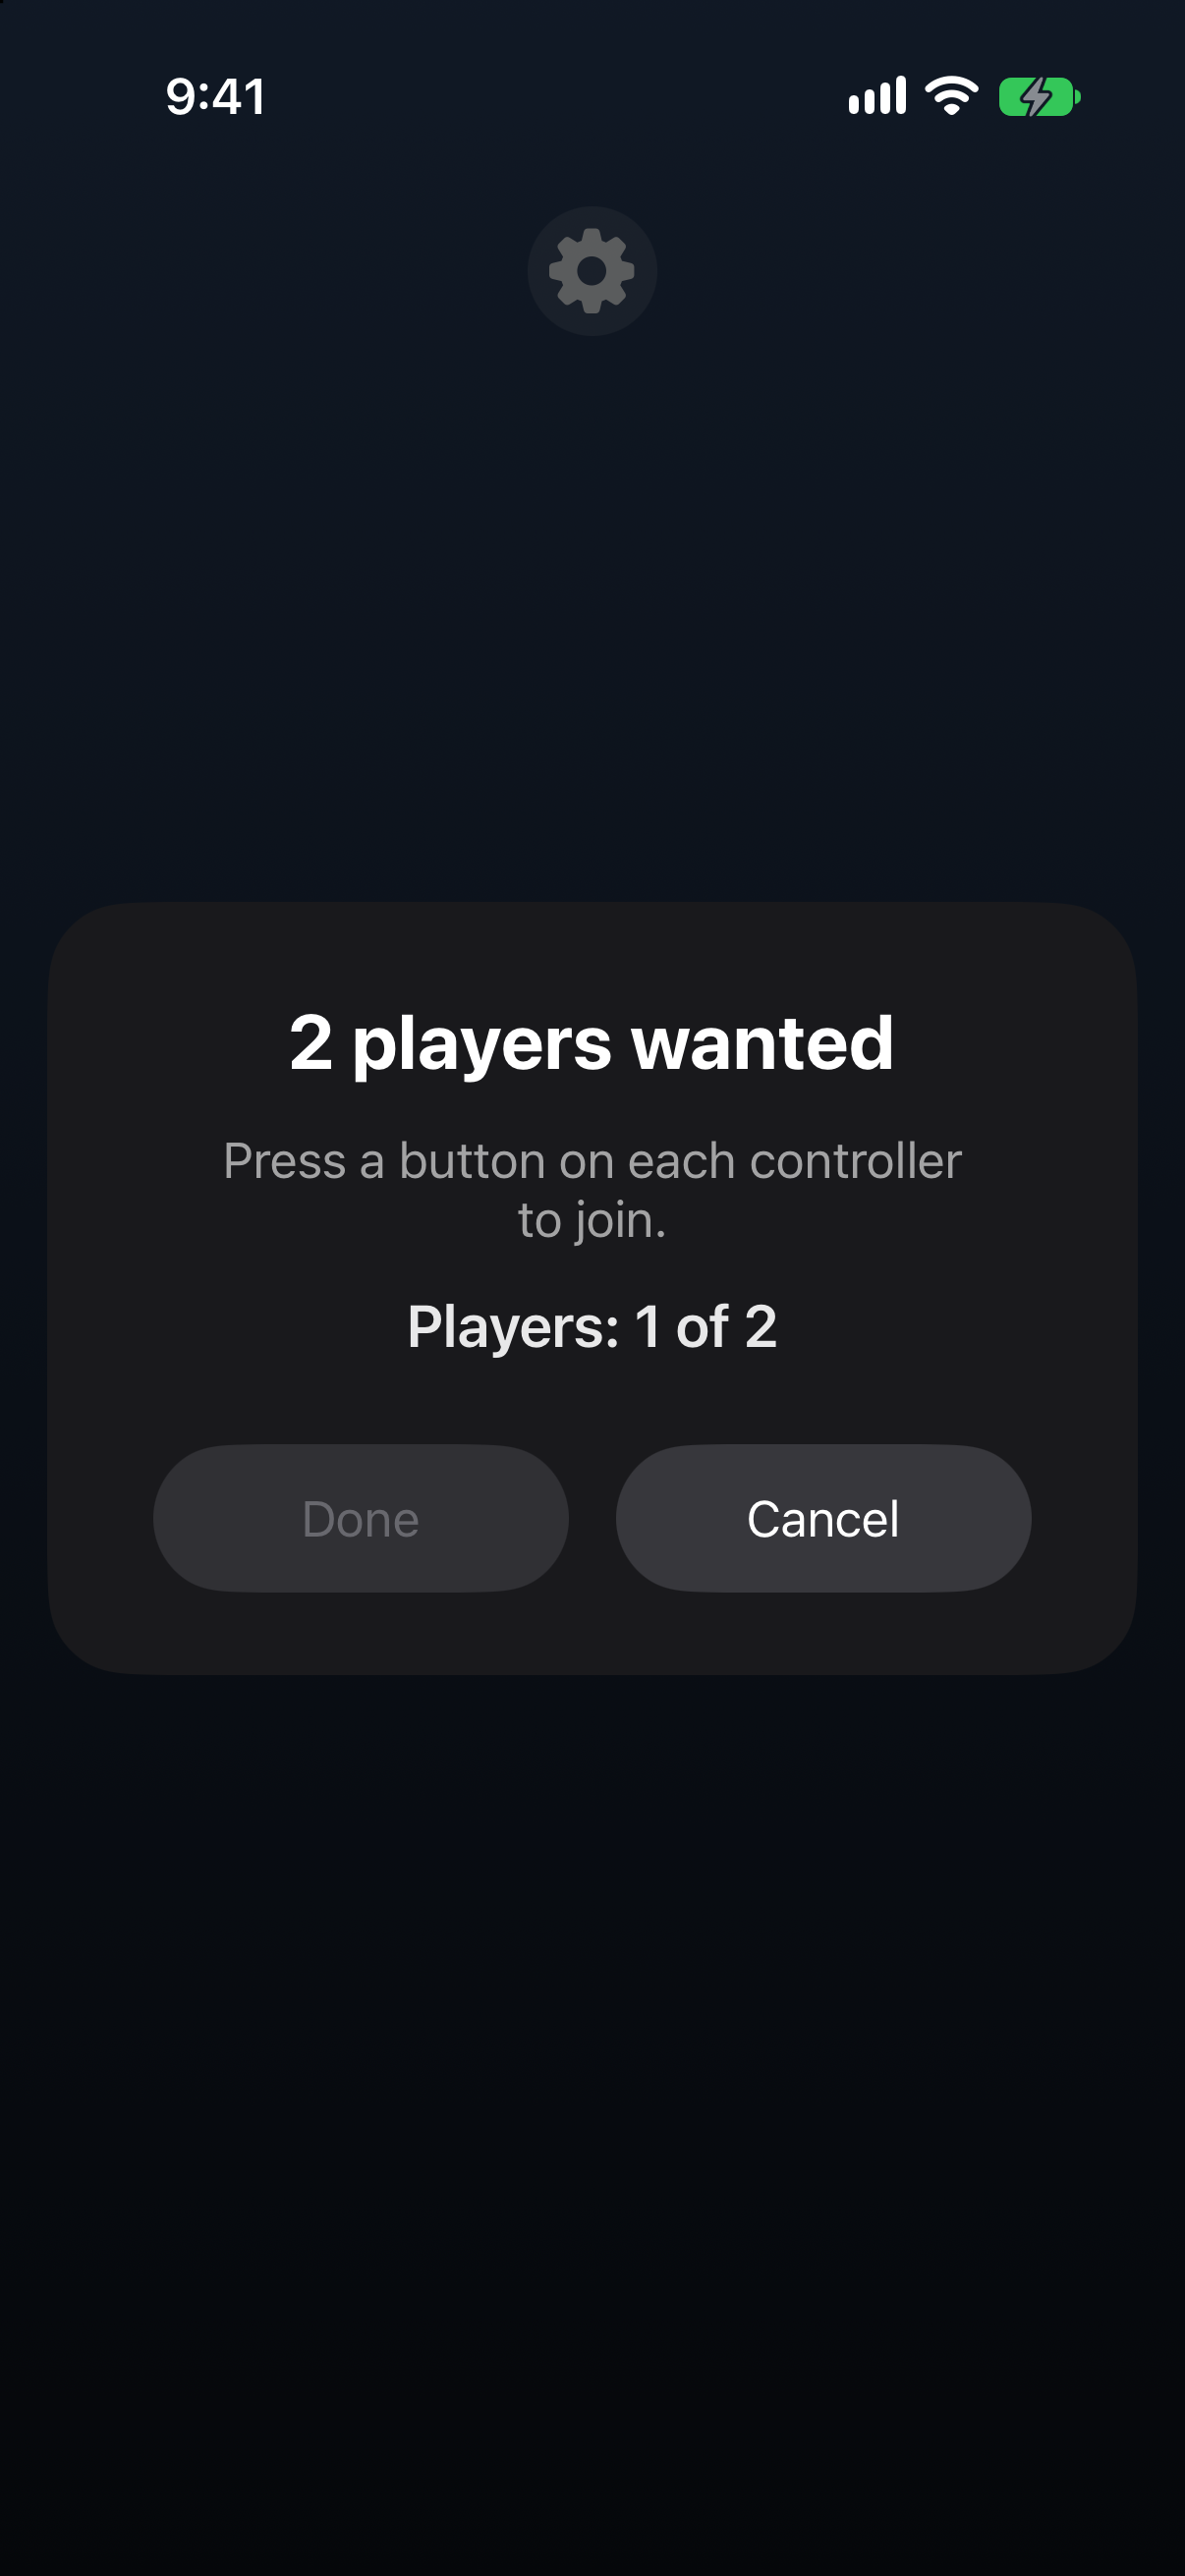 9:41
2 players wanted
Press a button on each controller
to join.
Players: 1 of 2
Done
Cancel